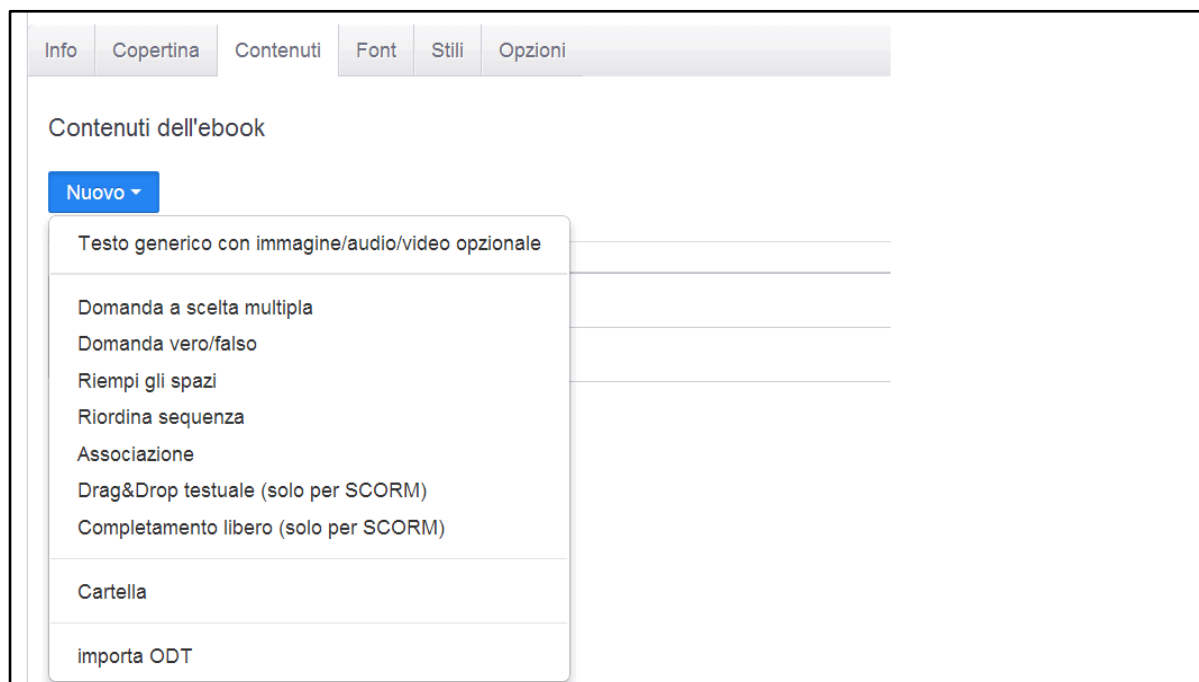 Info Copertina Contenuti Font Stili Opzioni
Contenuti dell'ebook
Nuovo
Testo generico con immagine/audio/video opzionale
Domanda a scelta multipla
Domanda vero/falso
Riempi gli spazi
Riordina sequenza
Associazione
Drag&Drop testuale (solo per SCORM)
Completamento libero (solo per SCORM)
Cartella
importa ODT